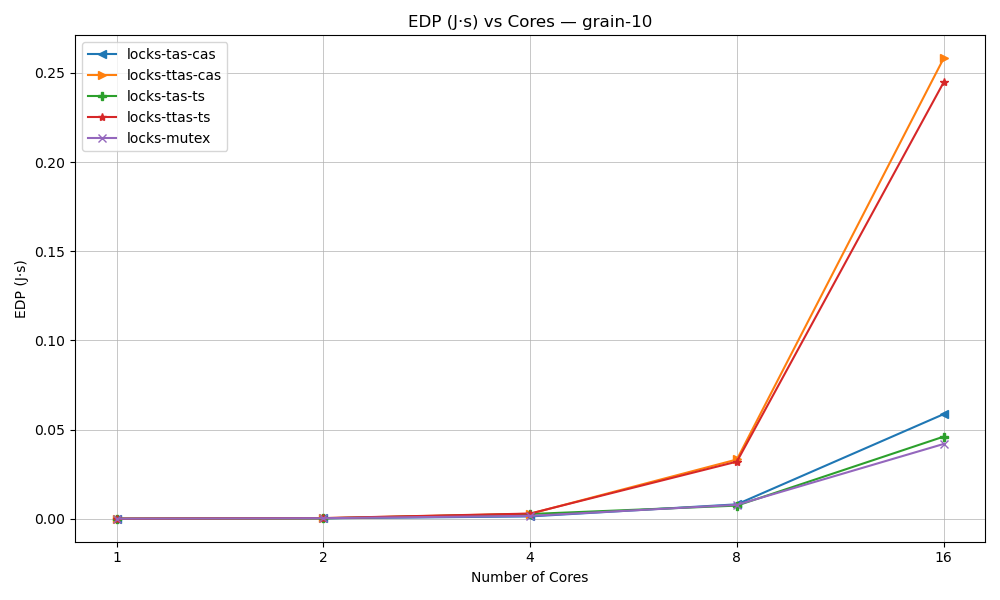 EDP (J·s) vs Cores — grain-10
locks-tas-cas
locks-ttas-cas
locks-tas-ts
locks-ttas-ts
locks-mutex
EDP (J·s)
0.25
0.20
0.15
0.10
0.05
0.00
1 2 4 8 16
Number of Cores